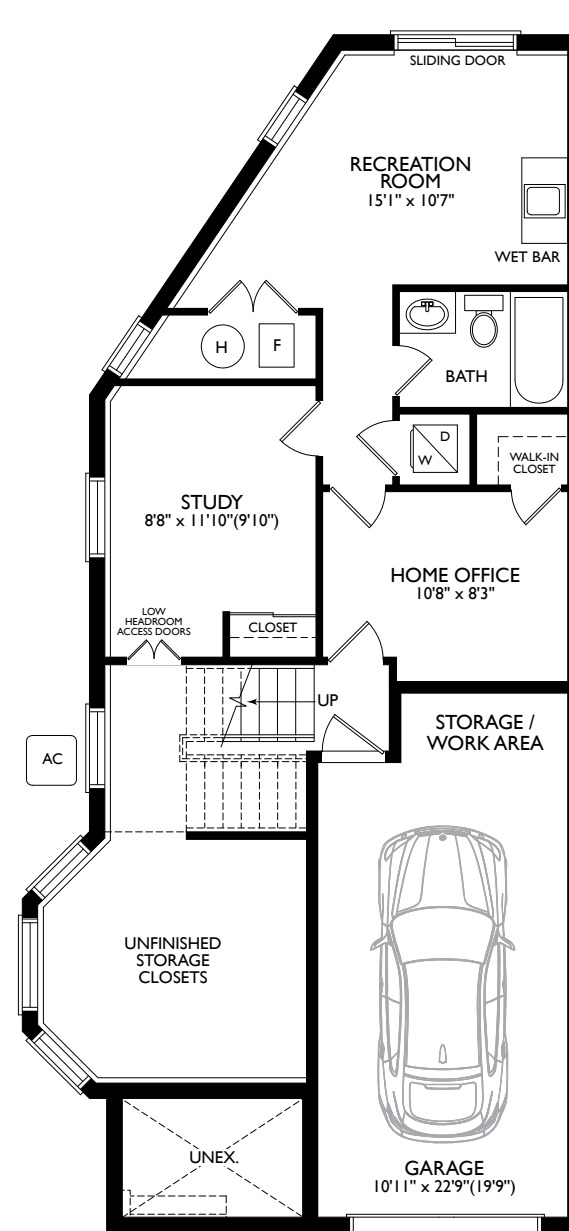 SLIDING DOOR
RECREATION
ROOM
15'1" x 10'7"
WET BAR
H
F
BATH
D
W
WALK-IN
CLOSET
STUDY
8'8" x 11'10"(9'10")
HOME OFFICE
10'8" x 8'3"
LOW
HEADROOM
ACCESS DOORS
CLOSET
UP
STORAGE /
WORK AREA
AC
UNFINISHED
STORAGE
CLOSETS
UNEX.
GARAGE
10'11" x 22'9"(19'9")